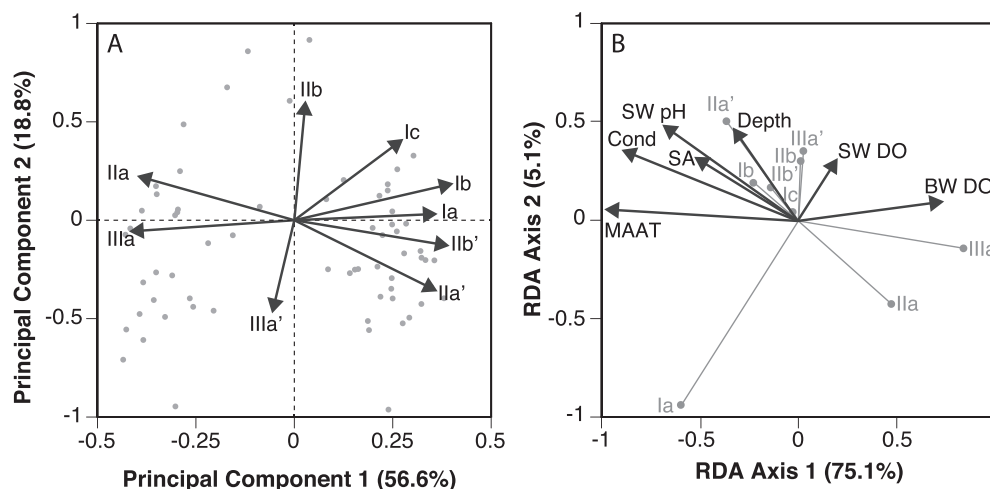 A
1
0.5
0
-0.5
-1
-0.5
-0.25
0
0.25
0.5
Principal Component 2 (18.8%)
Principal Component 1 (56.6%)
IIb
Ic
IIa
Ib
Ia
IIIa
IIb’
IIa’
IIIa’
B
1
0.5
0
-0.5
-1
-1
-0.5
0
0.5
RDA Axis 2 (5.1%)
RDA Axis 1 (75.1%)
SW pH
IIa’
Depth
IIIa’
Cond
SA
IIb
SW DO
Ib
IIb’
BW DO
Ic
MAAT
IIIa
IIa
Ia